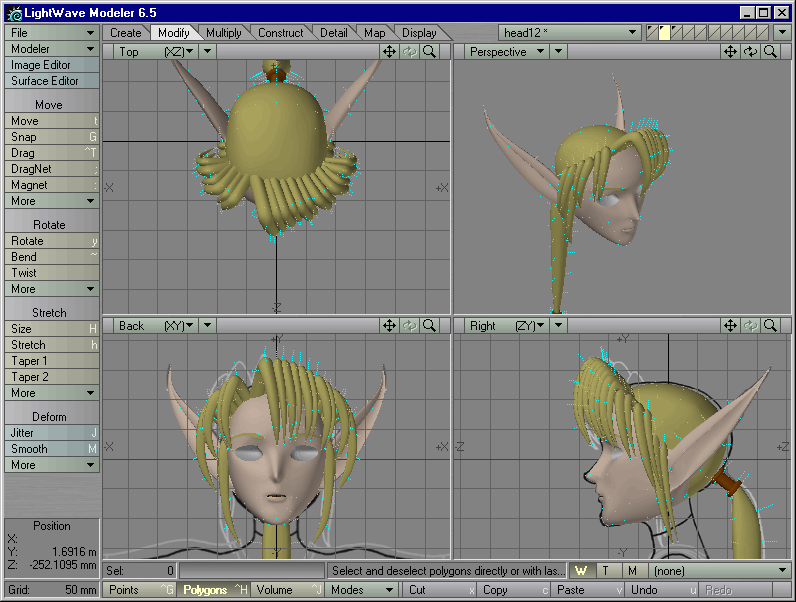 LightWave Modeler 6.5
File
Create Modify Multiply Construct Detail Map Display
head12 *
Modeler
Image Editor
Surface Editor
Top (XZ)
Perspective
Move
Move t
Snap G
Drag ^T
DragNet ;
Magnet :
More
Rotate
Rotate y
Bend ~
Twist
More
Stretch
Size H
Stretch h
Taper 1
Taper 2
More
Deform
Jitter J
Smooth M
More
-X
+X
-Z
Back (XY)
Right (ZY)
+Y
-X
+X
-Y
+Y
-Z
+Z
-Y
Position
X:
Y: 1.6916 m
Z: -252.1095 mm
Grid: 50 mm
Sel: 0
Select and deselect polygons directly or with las...
W T M (none)
Points ^G Polygons ^H Volume ^J Modes Cut x Copy c Paste v Undo u Redo